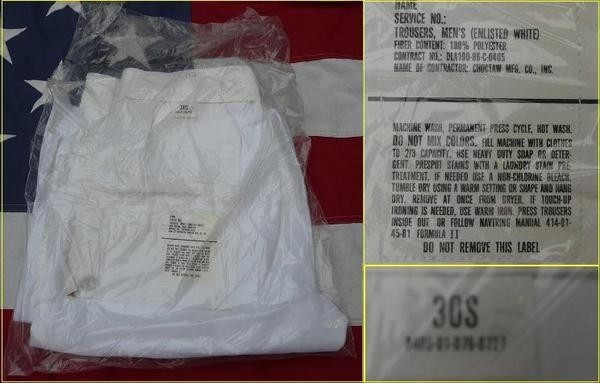 30S
NAME
SERVICE NO.:
TROUSERS, MEN'S (ENLISTED WHITE)
FIBER CONTENT: 100% POLYESTER
CONTRACT NO.: DLA100-86-C-0465
NAME OF CONTRACTOR: CHOCTAW MFG. CO., INC.
MACHINE WASH, PERMANENT PRESS CYCLE, HOT WASH.
DO NOT MIX COLORS. FILL MACHINE WITH CLOTHES
TO 2/3 CAPACITY. USE HEAVY DUTY SOAP OR DETER-
GENT. PRESPOT STAINS WITH A LAUNDRY STAIN PRE-
TREATMENT. IF NEEDED USE A NON-CHLORINE BLEACH.
TUMBLE DRY USING A WARM SETTING OR SHAPE AND HANG
DRY. REMOVE AT ONCE FROM DRYER. IF TOUCH-UP
IRONING IS NEEDED, USE WARM IRON. PRESS TROUSERS
INSIDE OUT OR FOLLOW NAVTRING MANUAL 414-01-
45-81 FORMULA II
DO NOT REMOVE THIS LABEL
30S